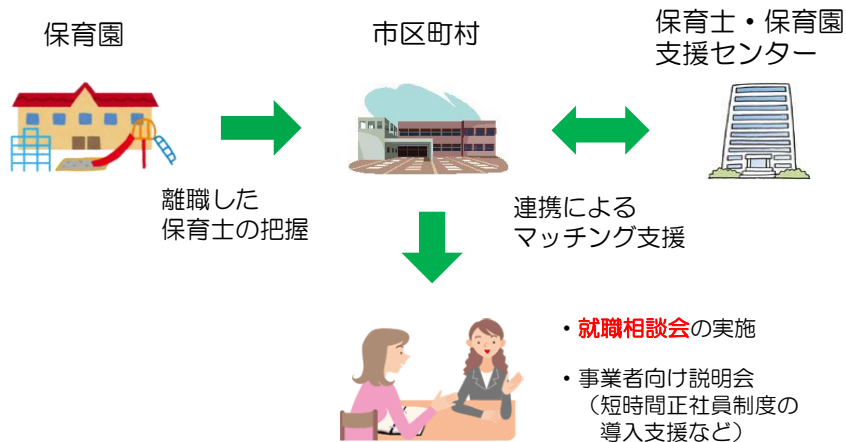 保育園
市区町村
保育士・保育園
支援センター
離職した
保育士の把握
連携による
マッチング支援
・就職相談会の実施
・事業者向け説明会
（短時間正社員制度の
導入支援など）